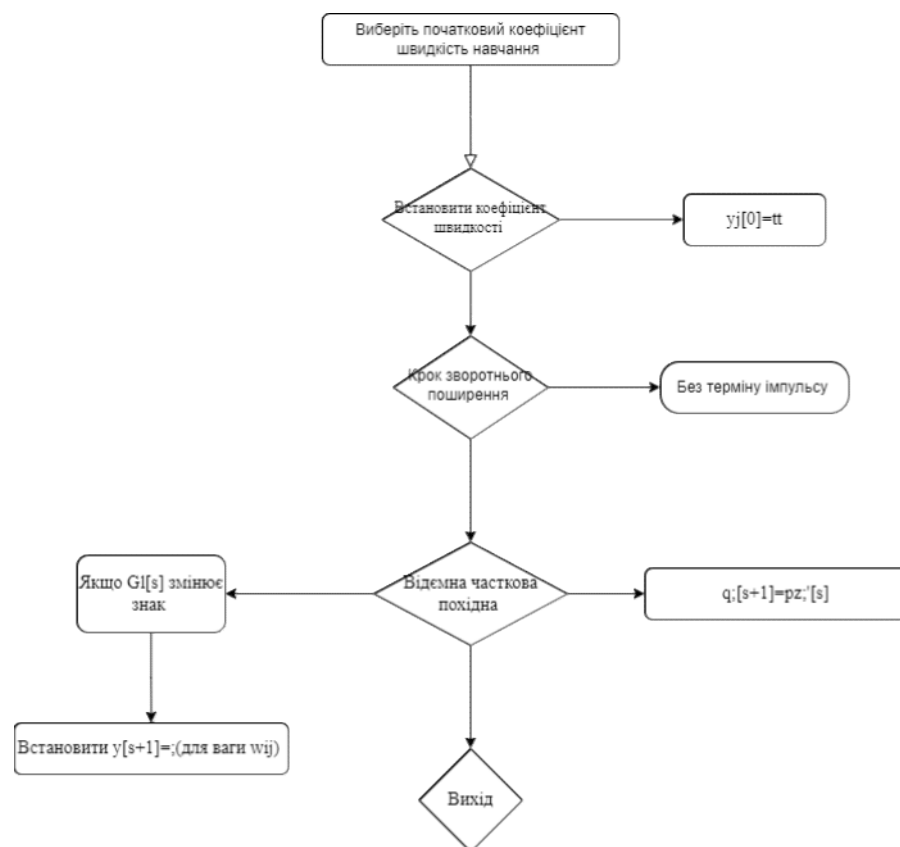 Виберіть початковий коефіцієнт
швидкість навчання
Встановити коефіцієнт
швидкості
yj[0]=tt
Крок зворотнього
поширення
Без терміну імпульсу
Якщо Gl[s] змінює
знак
Відємна часткова
похідна
q;[s+1]=pz;'[s]
Встановити y[s+1]=;(для ваги wij)
Вихід